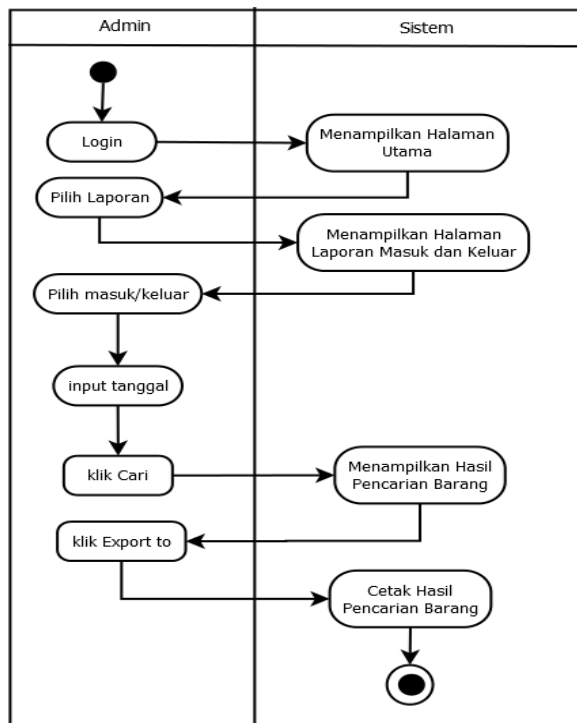 Admin
Sistem
Login
Menampilkan Halaman
Utama
Pilih Laporan
Menampilkan Halaman
Laporan Masuk dan Keluar
Pilih masuk/keluar
input tanggal
klik Cari
Menampilkan Hasil
Pencarian Barang
klik Export to
Cetak Hasil
Pencarian Barang